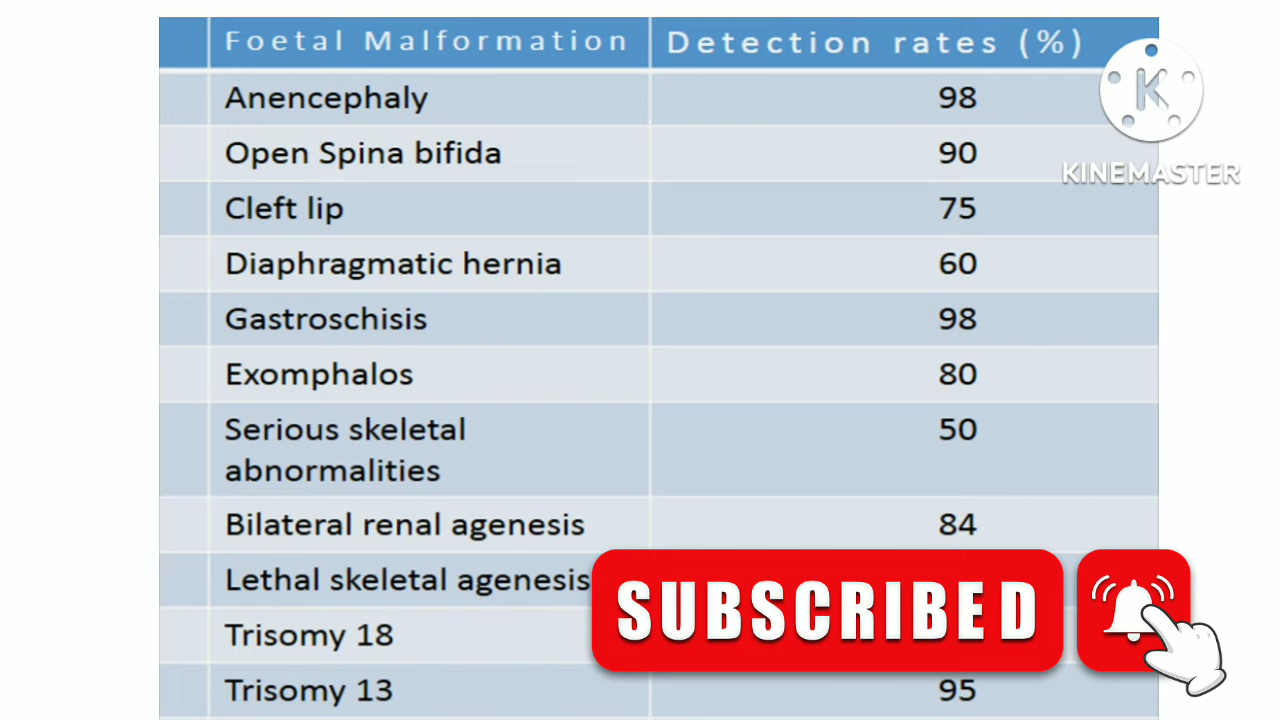 Foetal Malformation Detection rates (%)
Anencephaly 98
Open Spina bifida 90
Cleft lip 75
Diaphragmatic hernia 60
Gastroschisis 98
Exomphalos 80
Serious skeletal 50
abnormalities
Bilateral renal agenesis 84
Lethal skeletal agenesis
Trisomy 18
Trisomy 13 95
K
KINEMASTER
SUBSCRIBED